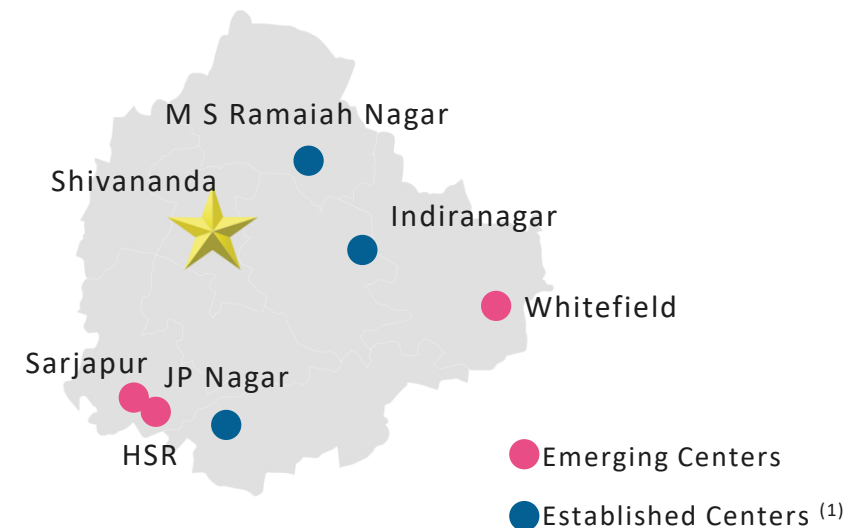 M S Ramaiah Nagar
Shivananda
Indiranagar
Whitefield
Sarjapur
JP Nagar
HSR
Emerging Centers
Established Centers (1)